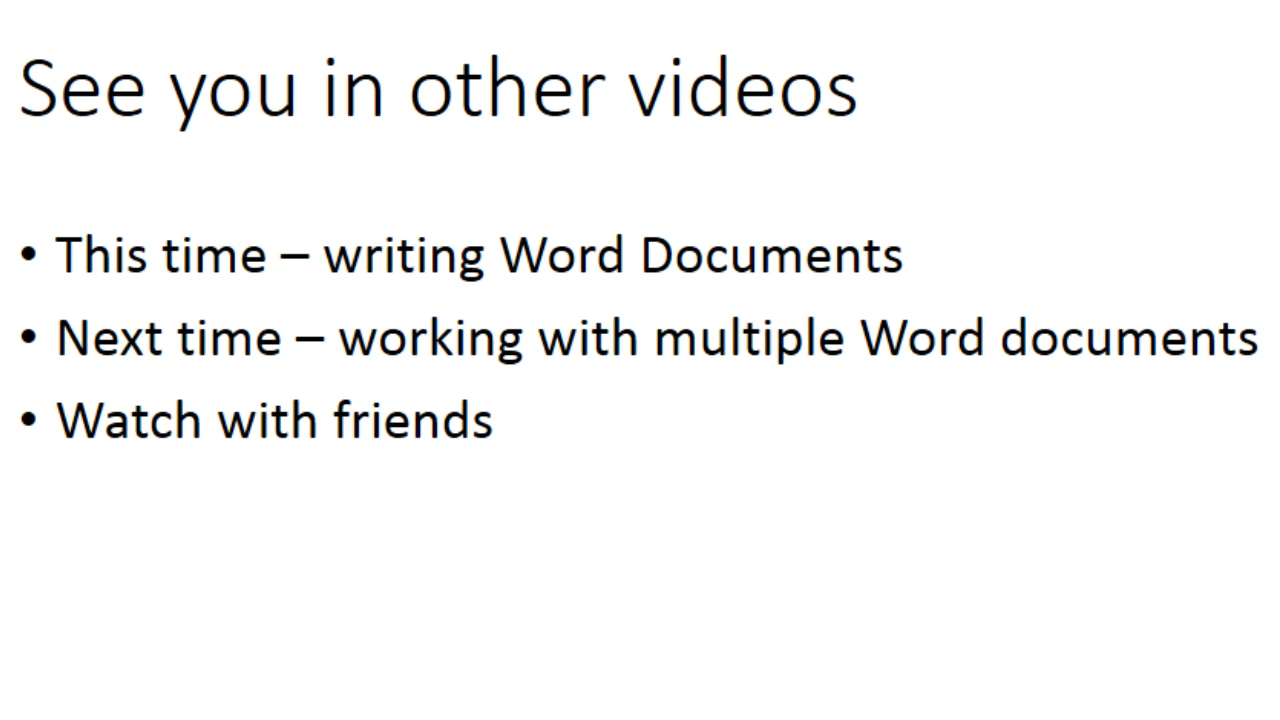 See you in other videos
• This time – writing Word Documents
• Next time – working with multiple Word documents
• Watch with friends